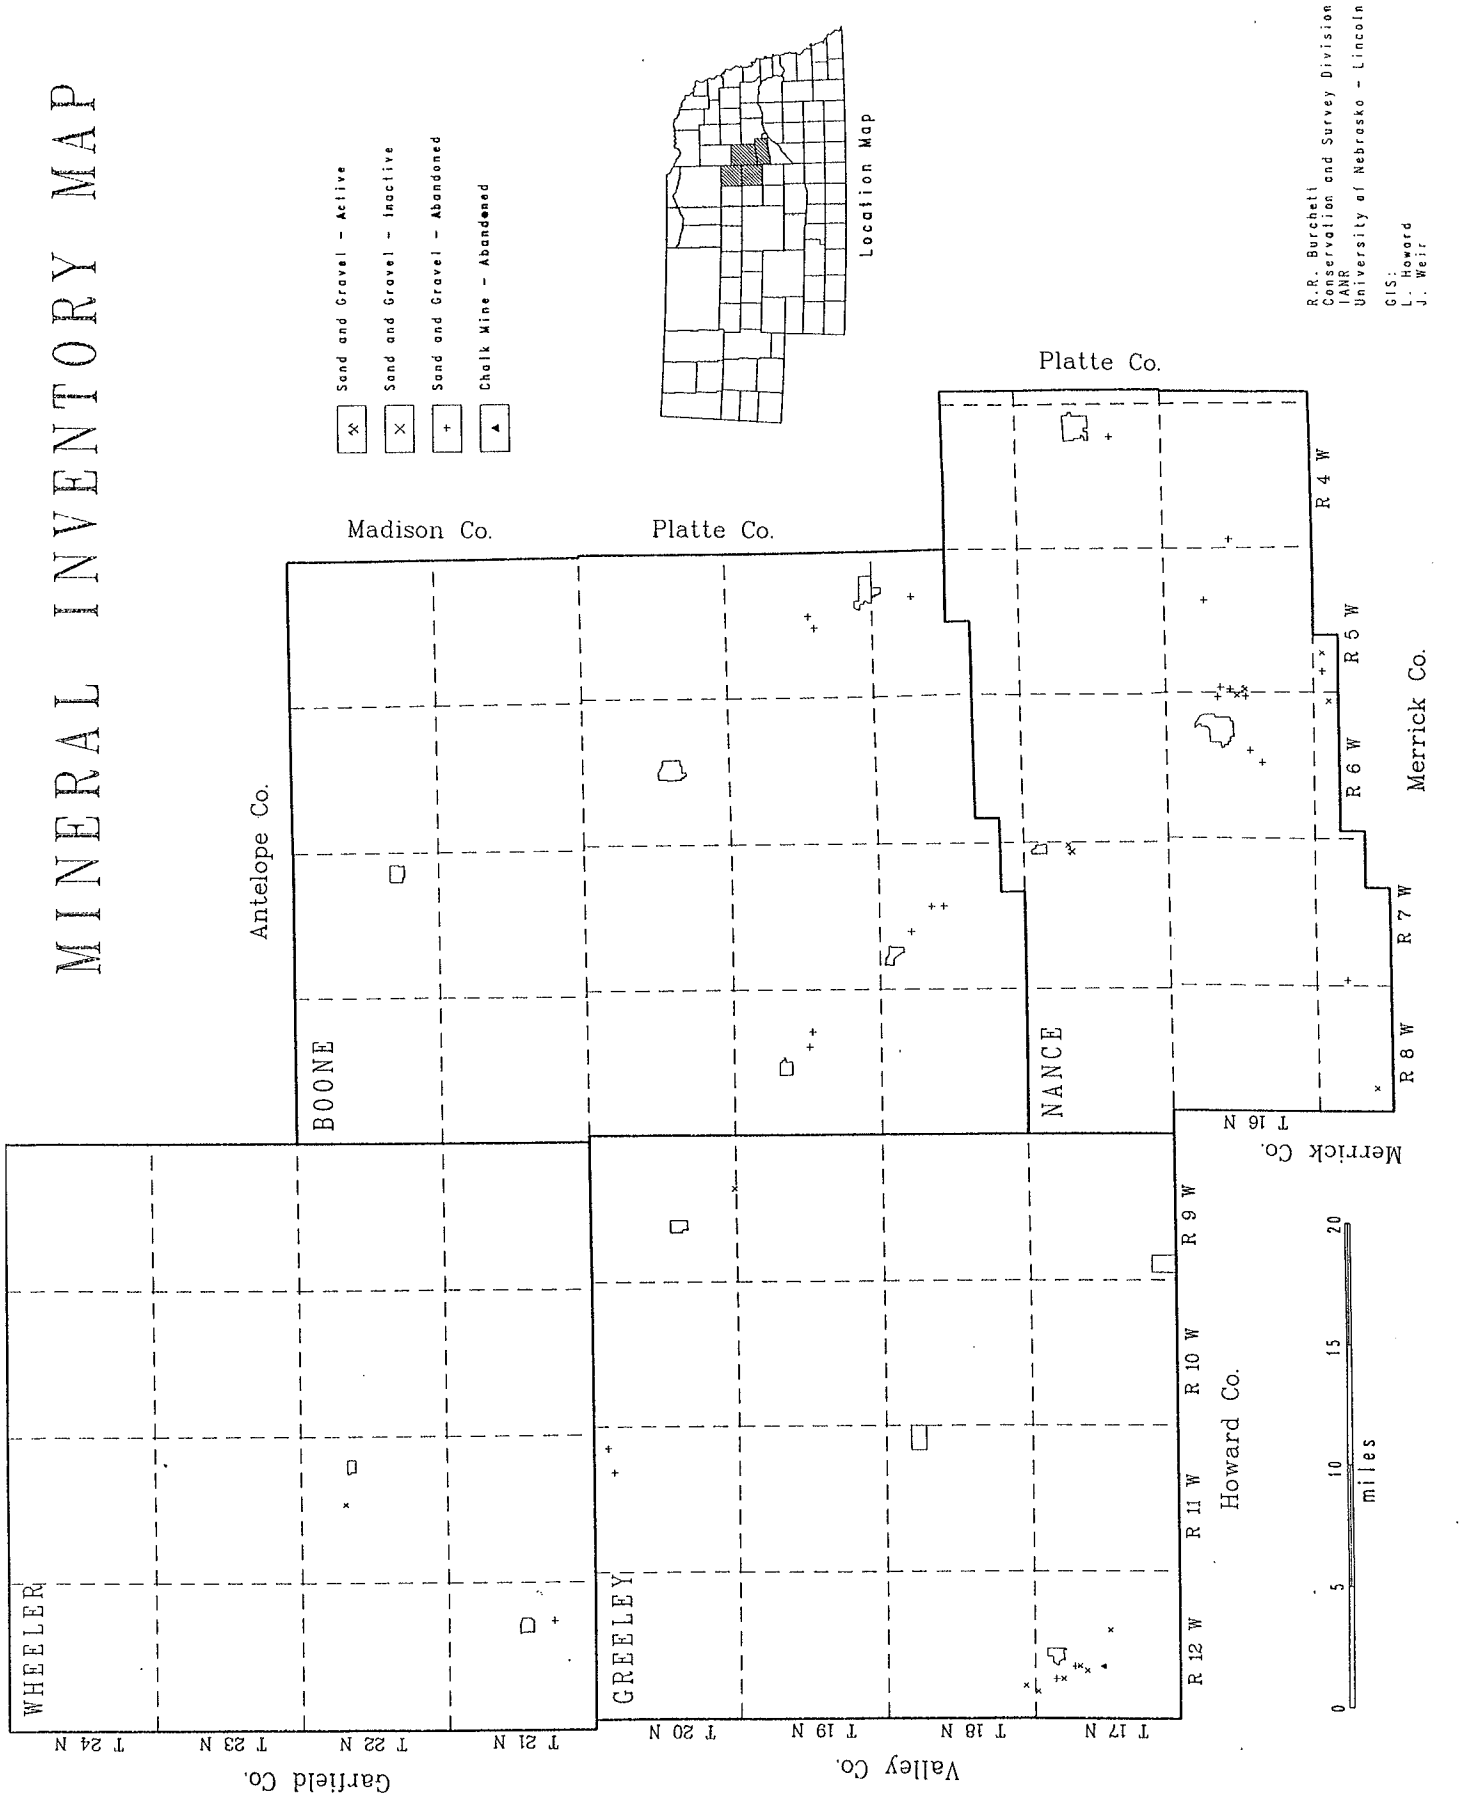 MINERAL INVENTORY MAP
Sand and Gravel - Active
Sand and Gravel - Inactive
Sand and Gravel - Abandoned
Chalk Mine - Abandoned
Location Map
Garfield Co.
T 24 N
T 23 N
T 22 N
T 21 N
WHEELER
Antelope Co.
BOONE
Madison Co.
Platte Co.
Valley Co.
T 20 N
T 19 N
T 18 N
T 17 N
GREELEY
NANCE
Platte Co.
R 12 W
R 11 W
R 10 W
R 9 W
Howard Co.
Merrick Co.
T 16 N
R 8 W
R 7 W
R 6 W
R 5 W
R 4 W
Merrick Co.
0 5 10 15 20
miles
R.R. Burchett
Conservation and Survey Division
IANR
University of Nebraska - Lincoln
GIS:
L. Howard
J. Weir